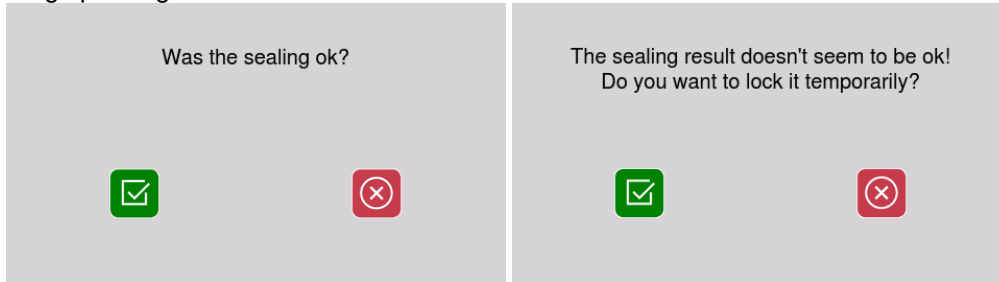 Was the sealing ok?
The sealing result doesn't seem to be ok!
Do you want to lock it temporarily?